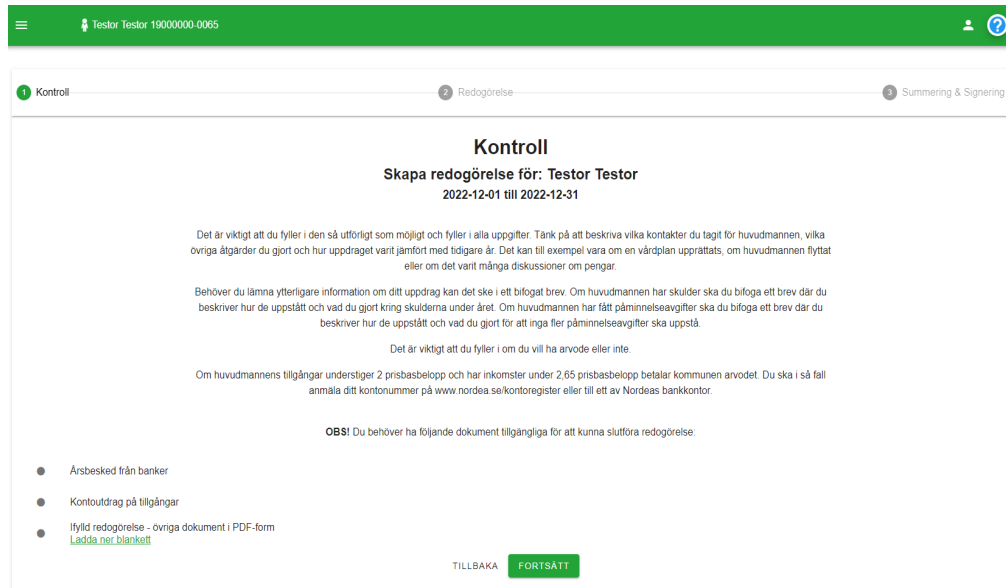 Testor Testor 19000000-0065
?
1 Kontroll
2 Redogörelse
3 Summering & Signering
Kontroll
Skapa redogörelse för: Testor Testor
2022-12-01 till 2022-12-31
Det är viktigt att du fyller i den så utförligt som möjligt och fyller i alla uppgifter. Tänk på att beskriva vilka kontakter du tagit för huvudmannen, vilka
övriga åtgärder du gjort och hur uppdraget varit jämfört med tidigare år. Det kan till exempel vara om en vårdplan upprättats, om huvudmannen flyttat
eller om det varit många diskussioner om pengar.
Behöver du lämna ytterligare information om ditt uppdrag kan det ske i ett bifogat brev. Om huvudmannen har skulder ska du bifoga ett brev där du
beskriver hur de uppstått och vad du gjort kring skulderna under året. Om huvudmannen har fått påminnelseavgifter ska du bifoga ett brev där du
beskriver hur de uppstått och vad du gjort för att inga fler påminnelseavgifter ska uppstå.
Det är viktigt att du fyller i om du vill ha arvode eller inte.
Om huvudmannens tillgångar understiger 2 prisbasbelopp och har inkomster under 2,65 prisbasbelopp betalar kommunen arvodet. Du ska i så fall
anmäla ditt kontonummer på www.nordea.se/kontoregister eller till ett av Nordeas bankkontor.
OBS! Du behöver ha följande dokument tillgängliga för att kunna slutföra redogörelse:
Årsbesked från banker
Kontoutdrag på tillgångar
Ifylld redogörelse - övriga dokument i PDF-form
Ladda ner blankett
TILLBAKA
FORTSÄTT